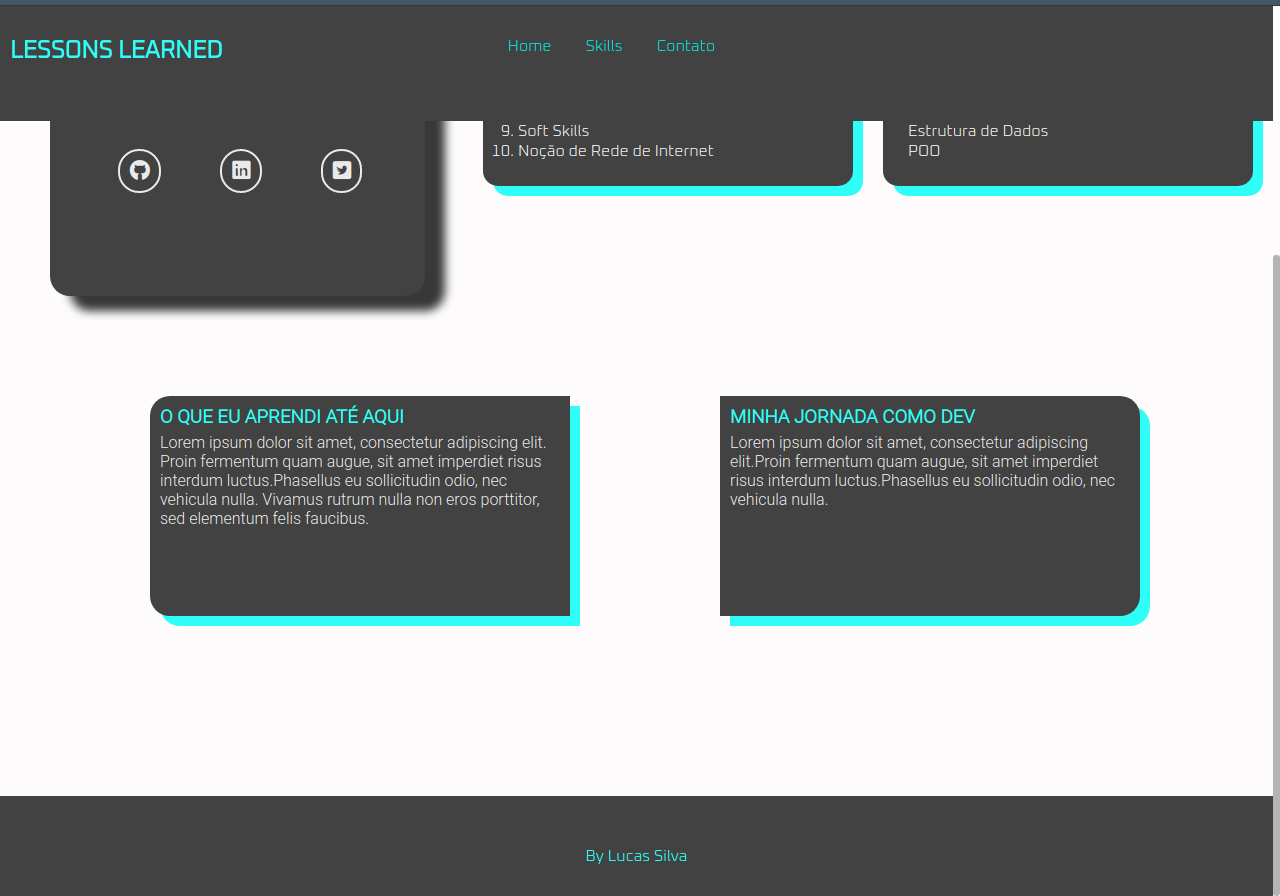 LESSONS LEARNED
Home Skills Contato
9. Soft Skills
10. Noção de Rede de Internet
Estrutura de Dados
POO
O QUE EU APRENDI ATÉ AQUI
Lorem ipsum dolor sit amet, consectetur adipiscing elit.
Proin fermentum quam augue, sit amet imperdiet risus
interdum luctus.Phasellus eu sollicitudin odio, nec
vehicula nulla. Vivamus rutrum nulla non eros porttitor,
sed elementum felis faucibus.
MINHA JORNADA COMO DEV
Lorem ipsum dolor sit amet, consectetur adipiscing
elit.Proin fermentum quam augue, sit amet imperdiet
risus interdum luctus.Phasellus eu sollicitudin odio, nec
vehicula nulla.
By Lucas Silva